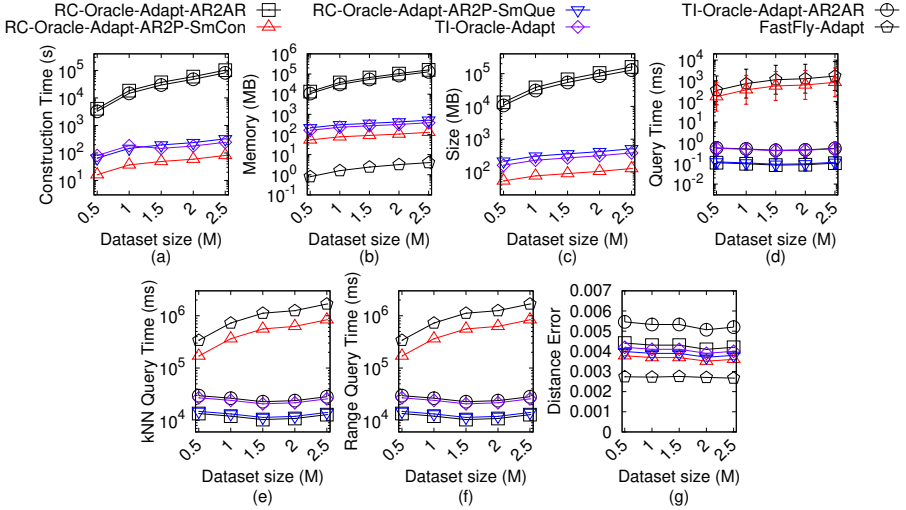 RC-Oracle-Adapt-AR2AR
RC-Oracle-Adapt-AR2P-SmCon
RC-Oracle-Adapt-AR2P-SmQue
TI-Oracle-Adapt
TI-Oracle-Adapt-AR2AR
FastFly-Adapt
Construction Time (s)
10^5
10^4
10^3
10^2
10^1
0.5 1 1.5 2 2.5
Dataset size (M)
(a)
Memory (MB)
10^6
10^5
10^4
10^3
10^2
10^1
10^0
10^-1
0.5 1 1.5 2 2.5
Dataset size (M)
(b)
Size (MB)
10^5
10^4
10^3
10^2
0.5 1 1.5 2 2.5
Dataset size (M)
(c)
Query Time (ms)
10^4
10^3
10^2
10^1
10^0
10^-1
10^-2
0.5 1 1.5 2 2.5
Dataset size (M)
(d)
kNN Query Time (ms)
10^6
10^5
10^4
0.5 1 1.5 2 2.5
Dataset size (M)
(e)
Range Query Time (ms)
10^6
10^5
10^4
0.5 1 1.5 2 2.5
Dataset size (M)
(f)
Distance Error
0.007
0.006
0.005
0.004
0.003
0.002
0.001
0
0.5 1 1.5 2 2.5
Dataset size (M)
(g)